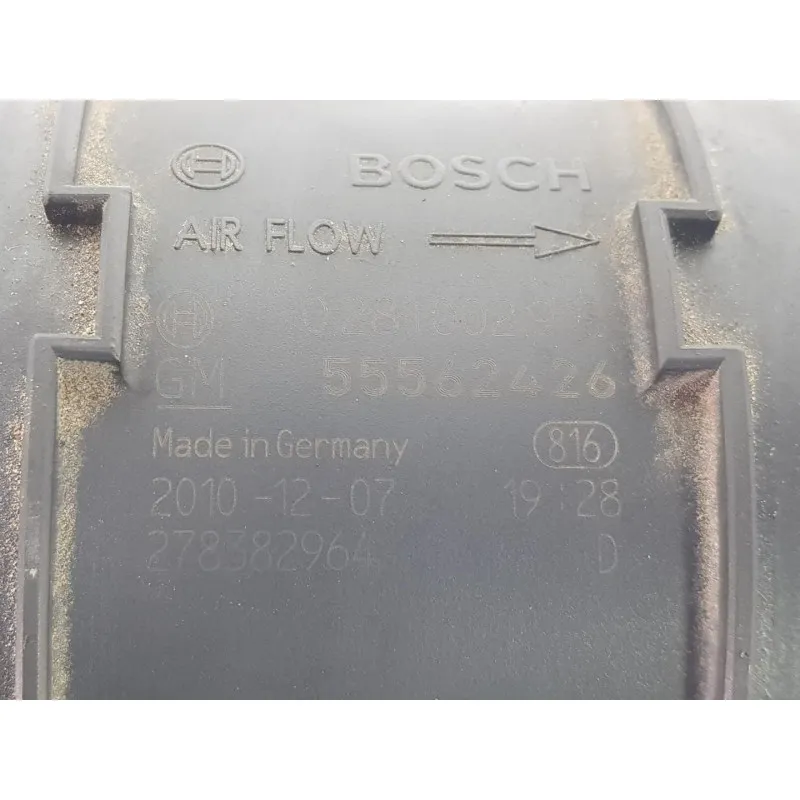 BOSCH
AIR FLOW
GM 55562426
Made in Germany 816
2010-12-07 19:28
278382964 D